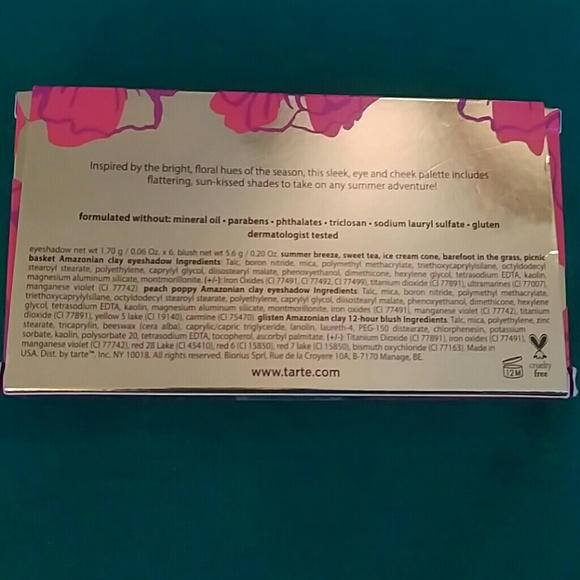 Inspired by the bright, floral hues of the season, this sleek, eye and cheek palette includes
flattering, sun-kissed shades to take on any summer adventure!
formulated without: mineral oil • parabens • phthalates • triclosan • sodium lauryl sulfate • gluten
dermatologist tested
eyeshadow net wt 1.70 g / 0.06 Oz. x 6, blush net wt 5.6 g / 0.20 Oz. summer breeze, sweet tea, ice cream cone, barefoot in the grass, picnic
basket Amazonian clay eyeshadow Ingredients: Talc, boron nitride, mica, polymethyl methacrylate, triethoxycaprylylsilane, octyldodecyl
stearoyl stearate, polyethylene, caprylyl glycol, diisostearyl malate, phenoxyethanol, dimethicone, hexylene glycol, tetrasodium EDTA, kaolin,
magnesium aluminum silicate, montmorillonite. (+/-): Iron Oxides (CI 77491, CI 77492, CI 77499), titanium dioxide (CI 77891), ultramarines (CI 77007),
manganese violet (CI 77742) peach poppy Amazonian clay eyeshadow Ingredients: Talc, mica, boron nitride, polymethyl methacrylate,
triethoxycaprylylsilane, octyldodecyl stearoyl stearate, polyethylene, caprylyl glycol, diisostearyl malate, phenoxyethanol, dimethicone, hexylene
glycol, tetrasodium EDTA, kaolin, magnesium aluminum silicate, montmorillonite, iron oxides (CI 77491), manganese violet (CI 77742), titanium
dioxide (CI 77891), yellow 5 lake (CI 19140), carmine (CI 75470). glisten Amazonian clay 12-hour blush Ingredients: Talc, mica, polyethylene, zinc
stearate, tricaprylin, beeswax (cera alba), caprylic/capric triglyceride, lanolin, laureth-4, PEG-150 distearate, chlorphenesin, potassium
sorbate, kaolin, polysorbate 20, tetrasodium EDTA, tocopherol, ascorbyl palmitate. (+/-): Titanium Dioxide (CI 77891), iron oxides (CI 77491),
manganese violet (CI 77742), red 28 Lake (CI 45410), red 6 (CI 15850), red 7 lake (CI 15850), bismuth oxychloride (CI 77163). Made in
USA. Dist. by tarte™, Inc. NY 10018. All rights reserved. Biorius Sprl, Rue de la Croyere 10A, B-7170 Manage, BE.
www.tarte.com
12M
cruelty
free